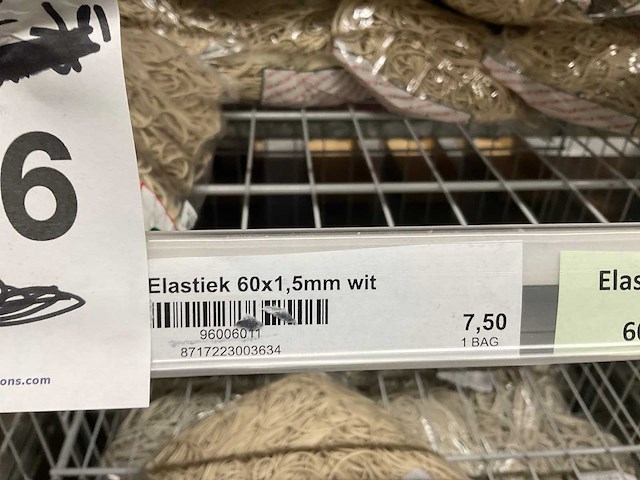 6
ons.com
Elastiek 60x1,5mm wit
96006011
8717223003634
7,50
1 BAG
Elas
60